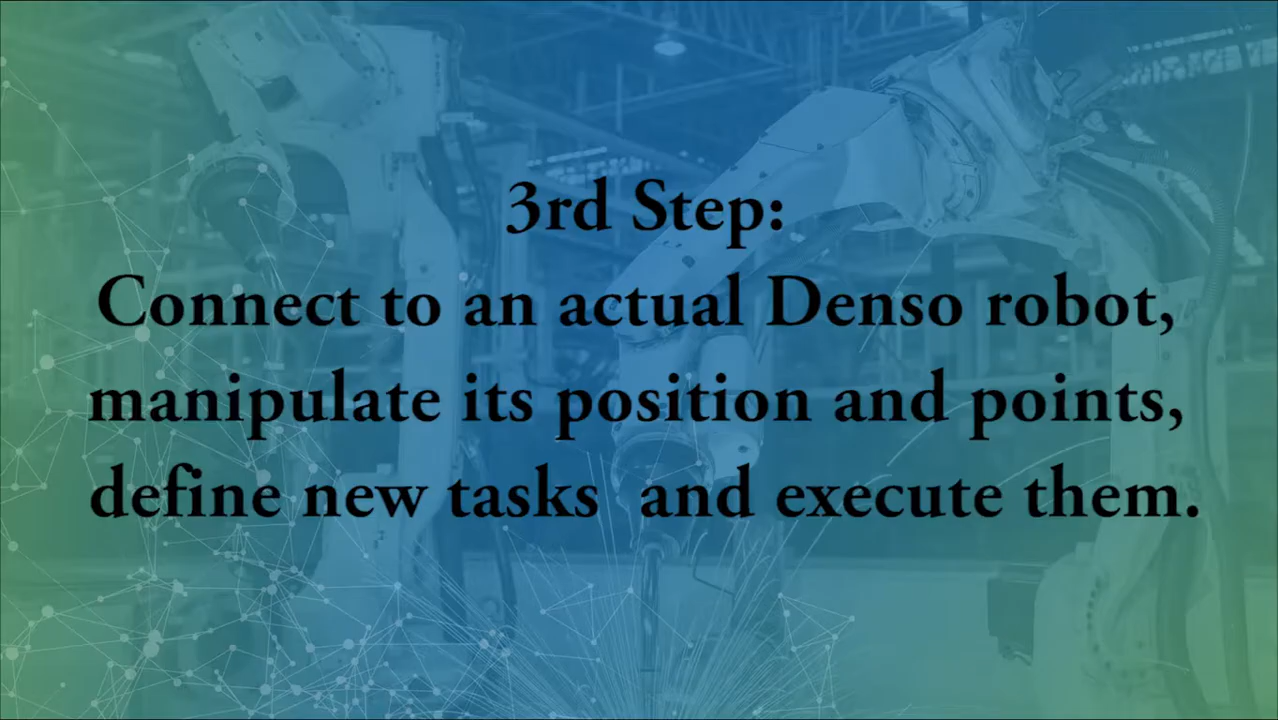 3rd Step:
Connect to an actual Denso robot,
manipulate its position and points,
define new tasks  and execute them.